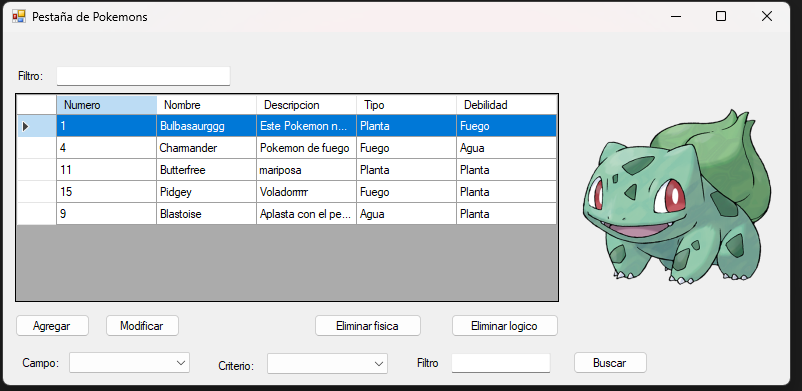 Pestaña de Pokemons
Filtro:
Numero Nombre Descripcion Tipo Debilidad
1 Bulbasaurggg Este Pokemon n... Planta Fuego
4 Charmander Pokemon de fuego Fuego Agua
11 Butterfree mariposa Planta Planta
15 Pidgey Voladorrrr Fuego Planta
9 Blastoise Aplasta con el pe... Agua Planta
Agregar Modificar Eliminar fisica Eliminar logico
Campo: Criterio: Filtro Buscar